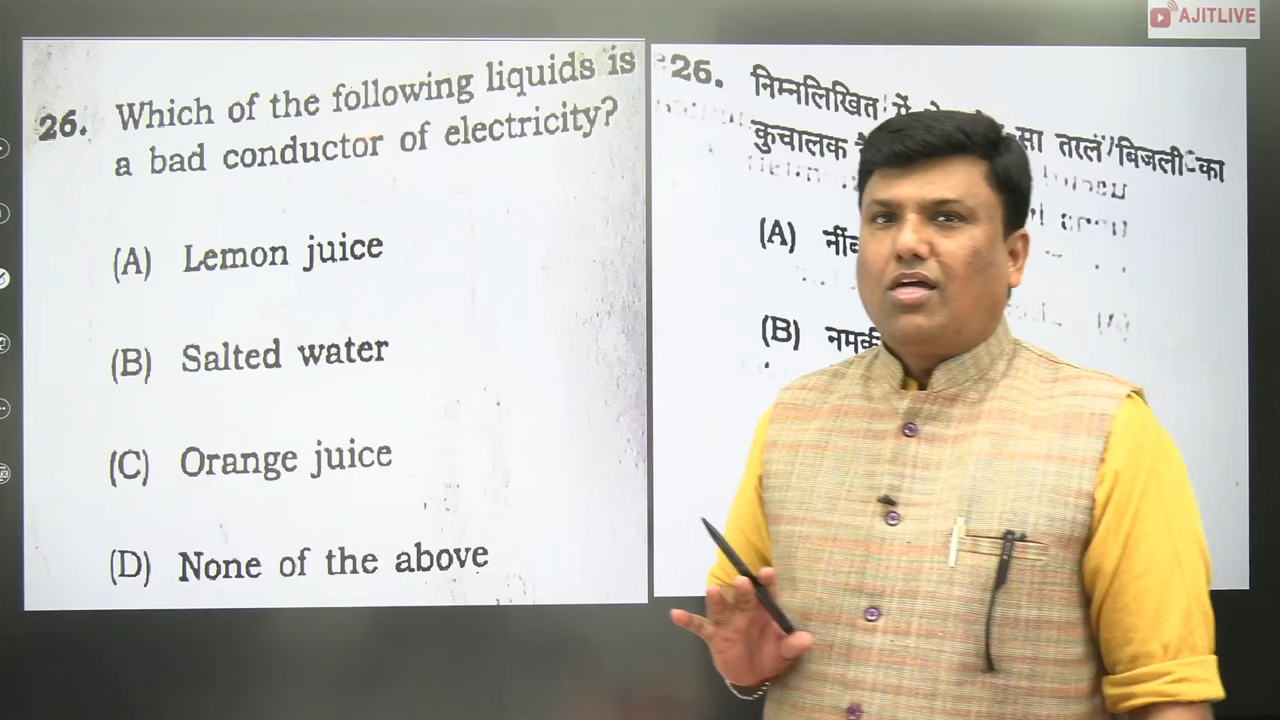 AJITLIVE
26. Which of the following liquids is
a bad conductor of electricity?
(A) Lemon juice
(B) Salted water
(C) Orange juice
(D) None of the above
26. निम्नलिखित में सा तरल बिजली का
कुचालक
(A)
(B)